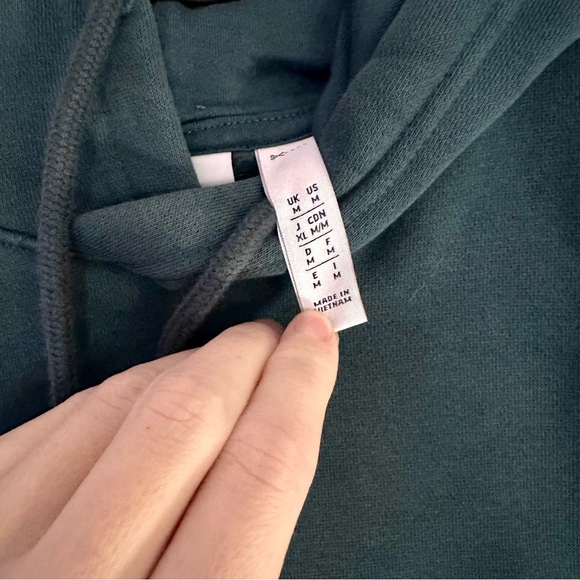 UK US
M M
J CDN
XL M/M
D F
M M
E I
M M
MADE IN
VIETNAM